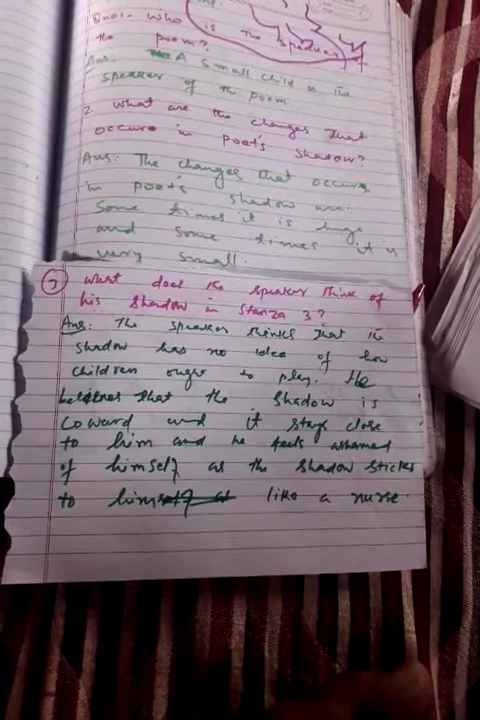 Qno1- Who is the speaker of
the poem?
Ans: A small child is the
speaker of the poem
2. What are the changes that
occurs in poet's shadow?
Ans: The changes that occurs
in poet's shadow are:
Some times it is huge
and some times it is
very small.
3 What does the speaker think of
his shadow in Stanza 3?
Ans: The speaker thinks that the
shadow has no idea of how
children ought to play. He
believes that the shadow is
coward and it stays close
to him and he feels ashamed
of himself as the shadow sticks
to him like a nurse.